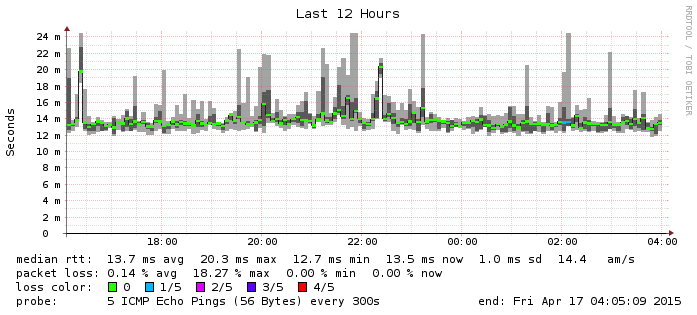 Last 12 Hours
RRDTOOL / TOBI OETIKER
Seconds
24 m
22 m
20 m
18 m
16 m
14 m
12 m
10 m
8 m
6 m
4 m
2 m
0
18:00 20:00 22:00 00:00 02:00 04:00
median rtt: 13.7 ms avg 20.3 ms max 12.7 ms min 13.5 ms now 1.0 ms sd 14.4 am/s
packet loss: 0.14 % avg 18.27 % max 0.00 % min 0.00 % now
loss color: 0 1/5 2/5 3/5 4/5
probe: 5 ICMP Echo Pings (56 Bytes) every 300s end: Fri Apr 17 04:05:09 2015